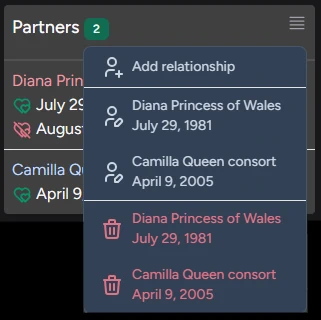 Partners 2
Diana Prin
July 29
Augus
Camilla Q
April 9
Add relationship
Diana Princess of Wales
July 29, 1981
Camilla Queen consort
April 9, 2005
Diana Princess of Wales
July 29, 1981
Camilla Queen consort
April 9, 2005